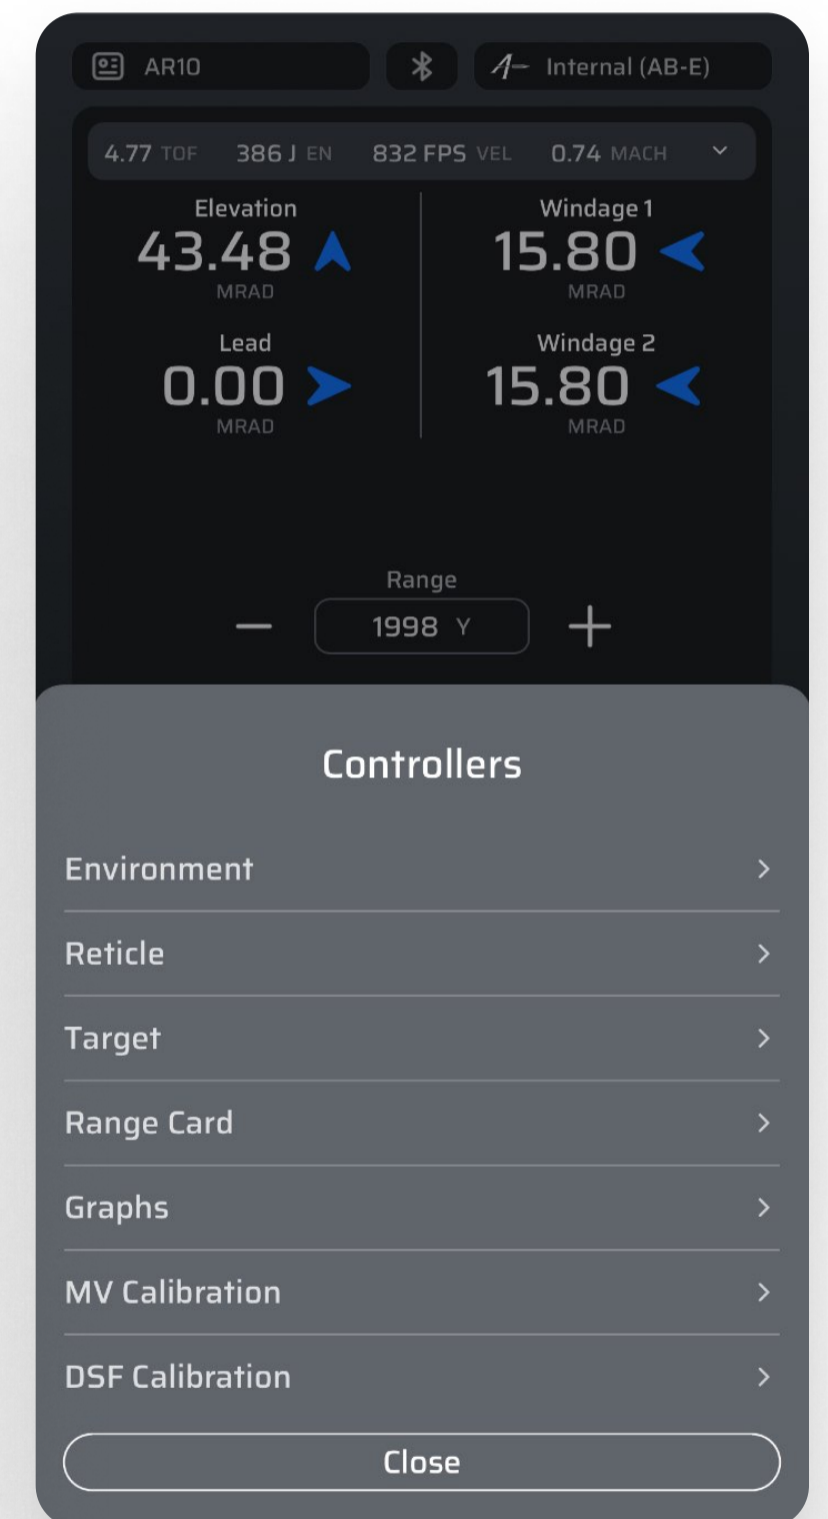 AR10 Internal (AB-E)
4.77 TOF 386 J EN 832 FPS VEL 0.74 MACH
Elevation Windage 1
43.48 15.80
MRAD MRAD
Lead Windage 2
0.00 15.80
MRAD MRAD
Range
− 1998 Y +
Controllers
Environment
Reticle
Target
Range Card
Graphs
MV Calibration
DSF Calibration
Close